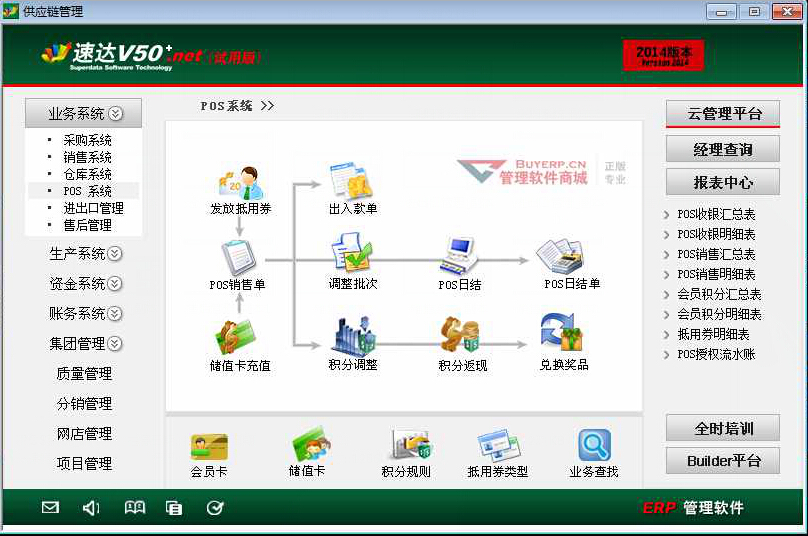 供应链管理
速达V50+.net (试用版)
Superdata Software Technology
2014版本
Version 2014
业务系统
采购系统
销售系统
仓库系统
POS 系统
进出口管理
售后管理
生产系统
资金系统
账务系统
集团管理
质量管理
分销管理
网店管理
项目管理
POS系统 >>
BUYERP.CN
管理软件商城
正版
专业
发放抵用券
出入款单
POS销售单
调整批次
POS日结
POS日结单
储值卡充值
积分调整
积分返现
兑换奖品
会员卡
储值卡
积分规则
抵用券类型
业务查找
云管理平台
经理查询
报表中心
POS收银汇总表
POS收银明细表
POS销售汇总表
POS销售明细表
会员积分汇总表
会员积分明细表
抵用券明细表
POS授权流水账
全时培训
Builder平台
ERP 管理软件